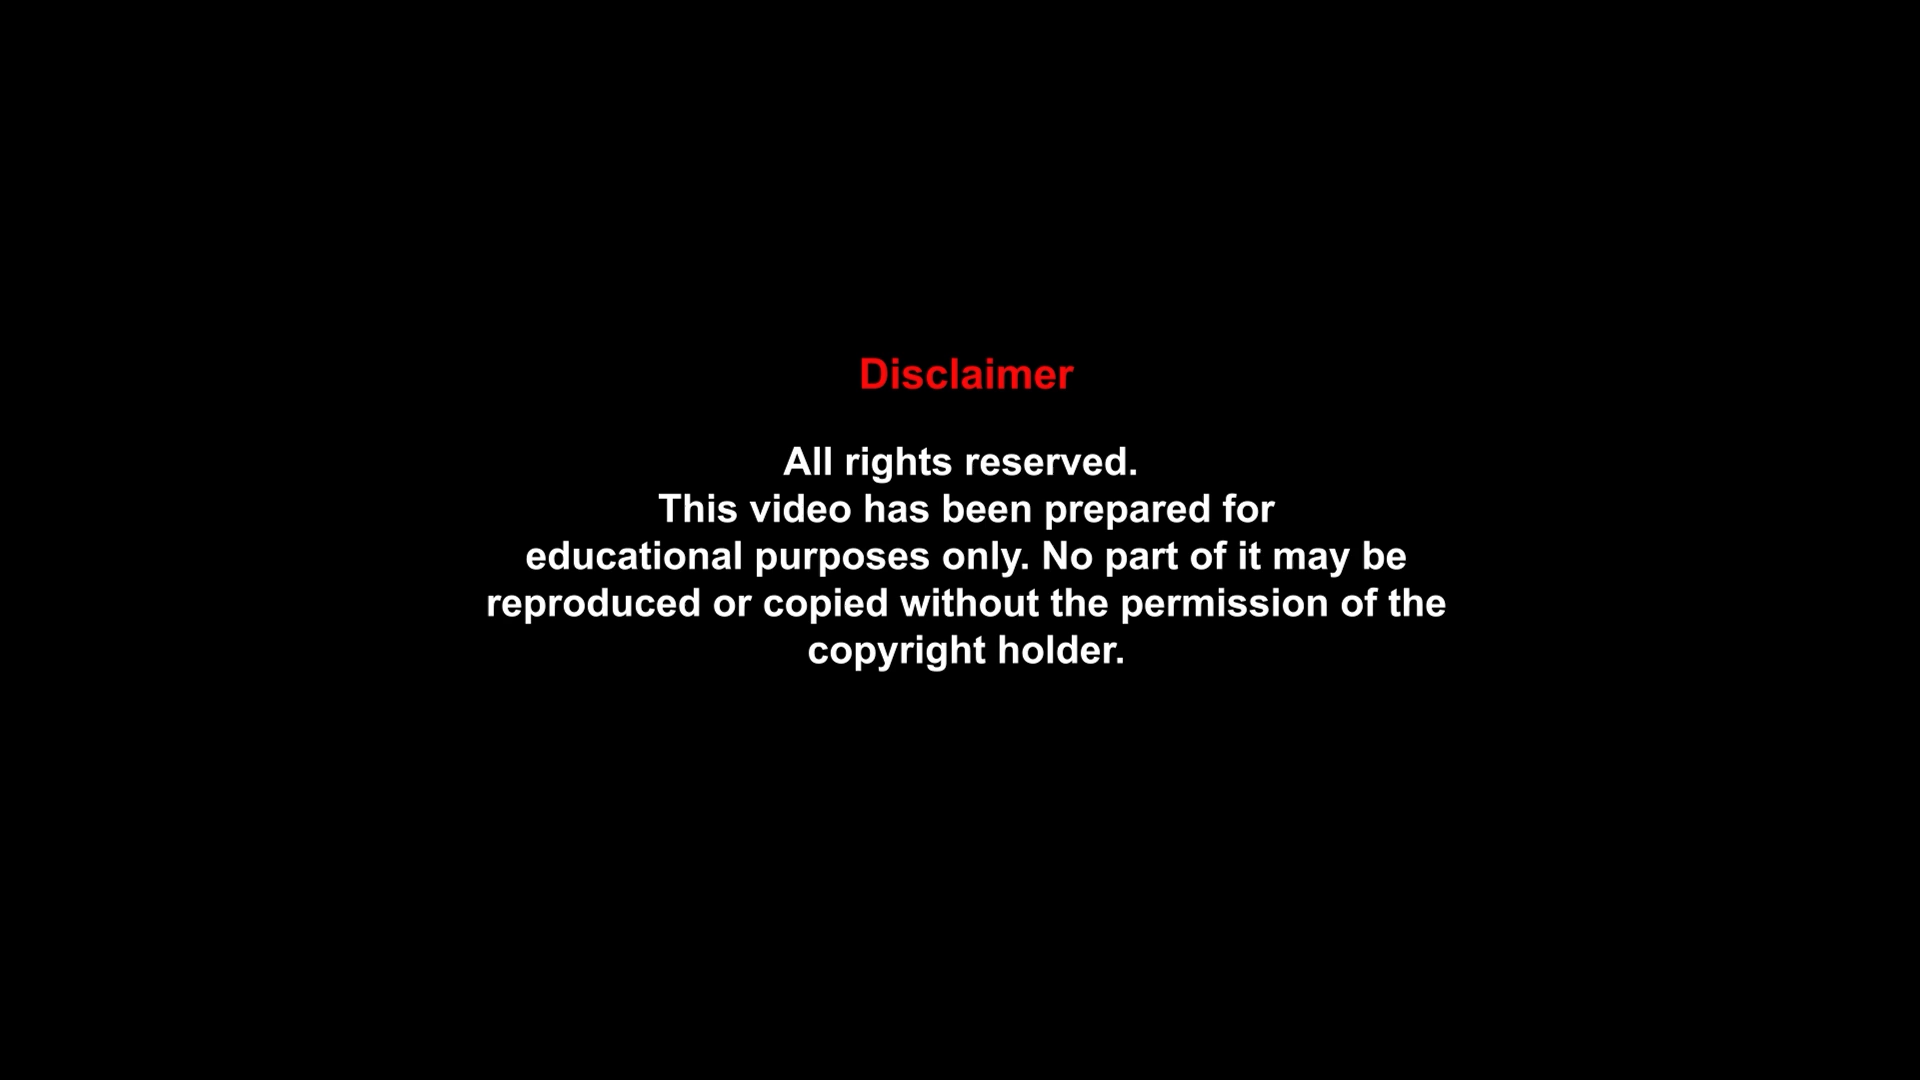 Disclaimer
All rights reserved.
This video has been prepared for
educational purposes only. No part of it may be
reproduced or copied without the permission of the
copyright holder.